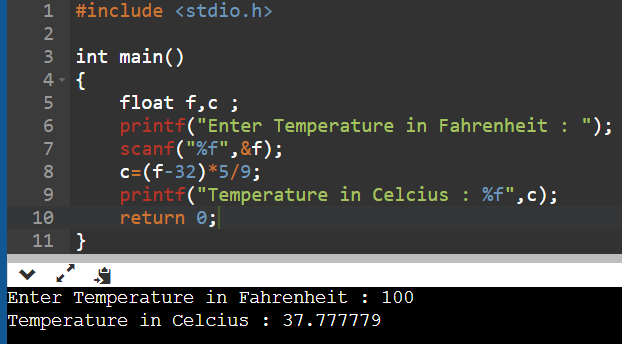 1 #include <stdio.h>
2
3 int main()
4 {
5 float f,c ;
6 printf("Enter Temperature in Fahrenheit : ");
7 scanf("%f",&f);
8 c=(f-32)*5/9;
9 printf("Temperature in Celcius : %f",c);
10 return 0;
11 }
Enter Temperature in Fahrenheit : 100
Temperature in Celcius : 37.777779